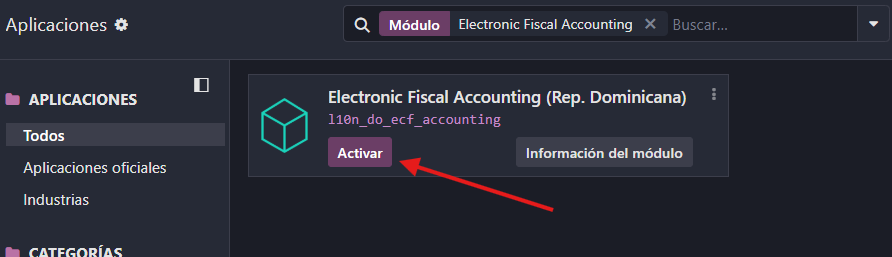 Aplicaciones
Módulo Electronic Fiscal Accounting Buscar...
APLICACIONES
Todos
Aplicaciones oficiales
Industrias
CATEGORÍAS
Electronic Fiscal Accounting (Rep. Dominicana)
l10n_do_ecf_accounting
Activar Información del módulo